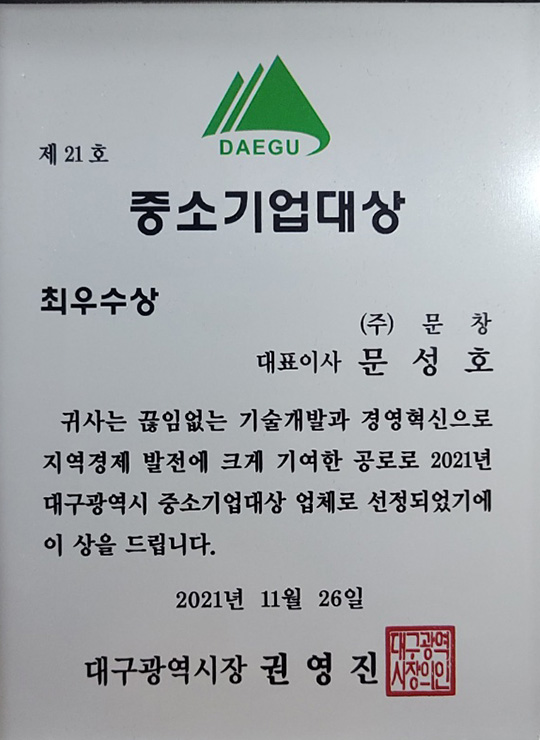 DAEGU
제 21 호
중소기업대상
최우수상
(주) 문 창
대표이사 문 성 호
귀사는 끊임없는 기술개발과 경영혁신으로
지역경제 발전에 크게 기여한 공로로 2021년
대구광역시 중소기업대상 업체로 선정되었기에
이 상을 드립니다.
2021년 11월 26일
대구광역시장 권 영 진
대구광역
시장의인